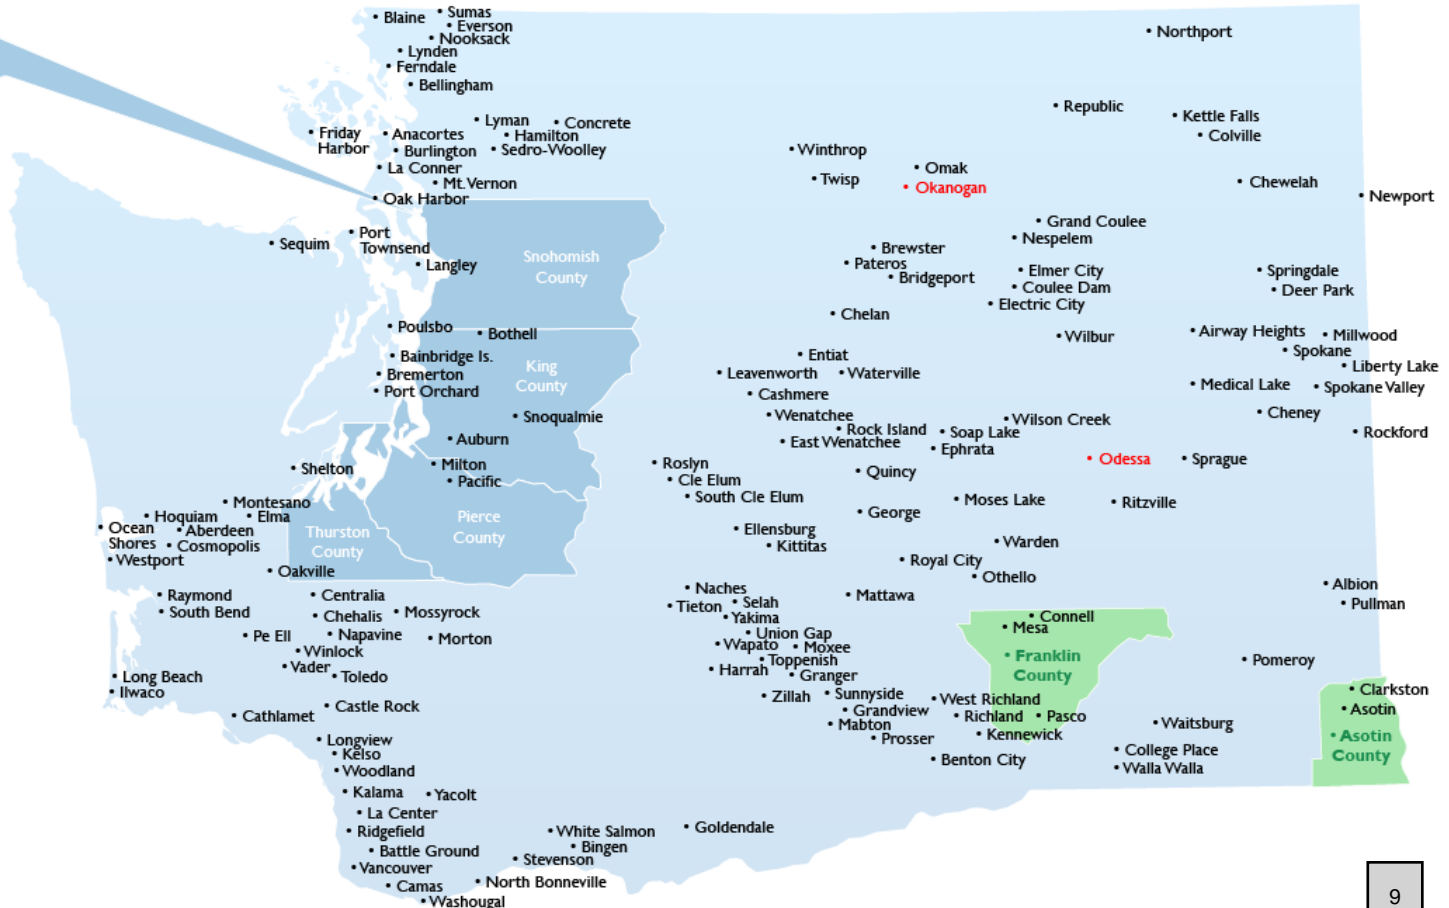 Blaine
Sumas
Everson
Nooksack
Lynden
Ferndale
Bellingham
Northport
Republic
Kettle Falls
Colville
Friday
Harbor
Anacortes
Lyman
Concrete
Hamilton
Burlington
Sedro-Woolley
La Conner
Mt. Vernon
Oak Harbor
Winthrop
Twisp
Omak
Okanogan
Chewelah
Newport
Sequim
Port
Townsend
Langley
Snohomish
County
Grand Coulee
Nespelem
Brewster
Pateros
Bridgeport
Elmer City
Coulee Dam
Electric City
Springdale
Deer Park
Chelan
Poulsbo
Bothell
Bainbridge Is.
Bremerton
Port Orchard
King
County
Snoqualmie
Auburn
Wilbur
Airway Heights
Millwood
Spokane
Liberty Lake
Medical Lake
Spokane Valley
Cheney
Rockford
Entiat
Leavenworth
Waterville
Cashmere
Wenatchee
Rock Island
East Wenatchee
Wilson Creek
Soap Lake
Ephrata
Odessa
Sprague
Shelton
Milton
Pacific
Roslyn
Cle Elum
South Cle Elum
Quincy
Moses Lake
Ritzville
George
Montesano
Hoquiam
Elma
Ocean
Shores
Aberdeen
Cosmopolis
Westport
Thurston
County
Pierce
County
Oakville
Ellensburg
Kittitas
Warden
Royal City
Othello
Albion
Pullman
Raymond
South Bend
Centralia
Chehalis
Mossyrock
Pe Ell
Napavine
Morton
Winlock
Vader
Toledo
Long Beach
Ilwaco
Castle Rock
Cathlamet
Naches
Tieton
Selah
Yakima
Union Gap
Wapato
Moxee
Toppenish
Harrah
Granger
Zillah
Mattawa
Connell
Mesa
Franklin
County
Pomeroy
Sunnyside
Grandview
Mabton
Prosser
West Richland
Richland
Pasco
Kennewick
Benton City
Waitsburg
College Place
Walla Walla
Clarkston
Asotin
Asotin
County
Longview
Kelso
Woodland
Kalama
Yacolt
La Center
Ridgefield
Battle Ground
Vancouver
Camas
Washougal
White Salmon
Bingen
Stevenson
North Bonneville
Goldendale
9